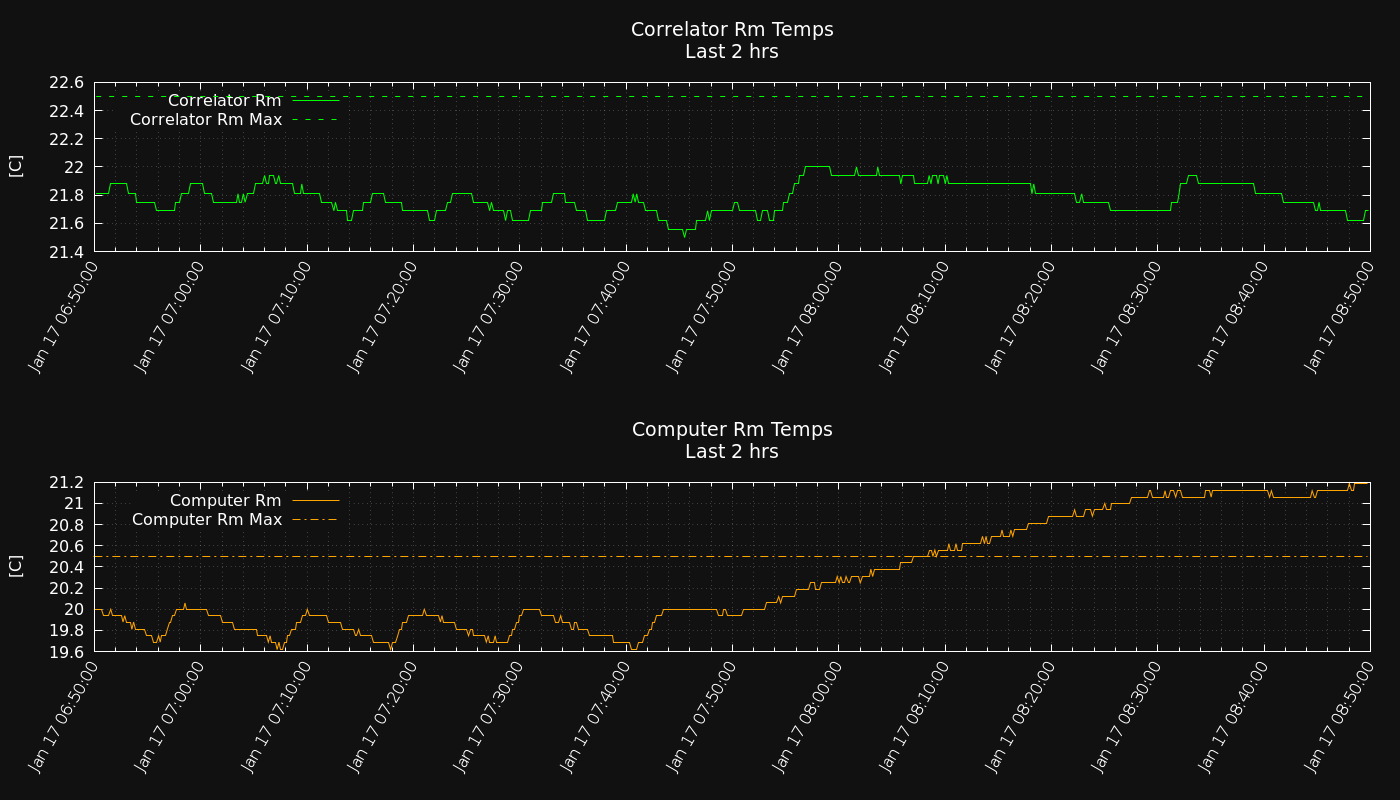 Correlator Rm Temps
Last 2 hrs
22.6
22.4
22.2
22
21.8
21.6
21.4
[C]
Correlator Rm
Correlator Rm Max
Jan 17 06:50:00
Jan 17 07:00:00
Jan 17 07:10:00
Jan 17 07:20:00
Jan 17 07:30:00
Jan 17 07:40:00
Jan 17 07:50:00
Jan 17 08:00:00
Jan 17 08:10:00
Jan 17 08:20:00
Jan 17 08:30:00
Jan 17 08:40:00
Jan 17 08:50:00
Computer Rm Temps
Last 2 hrs
21.2
21
20.8
20.6
20.4
20.2
20
19.8
19.6
[C]
Computer Rm
Computer Rm Max
Jan 17 06:50:00
Jan 17 07:00:00
Jan 17 07:10:00
Jan 17 07:20:00
Jan 17 07:30:00
Jan 17 07:40:00
Jan 17 07:50:00
Jan 17 08:00:00
Jan 17 08:10:00
Jan 17 08:20:00
Jan 17 08:30:00
Jan 17 08:40:00
Jan 17 08:50:00